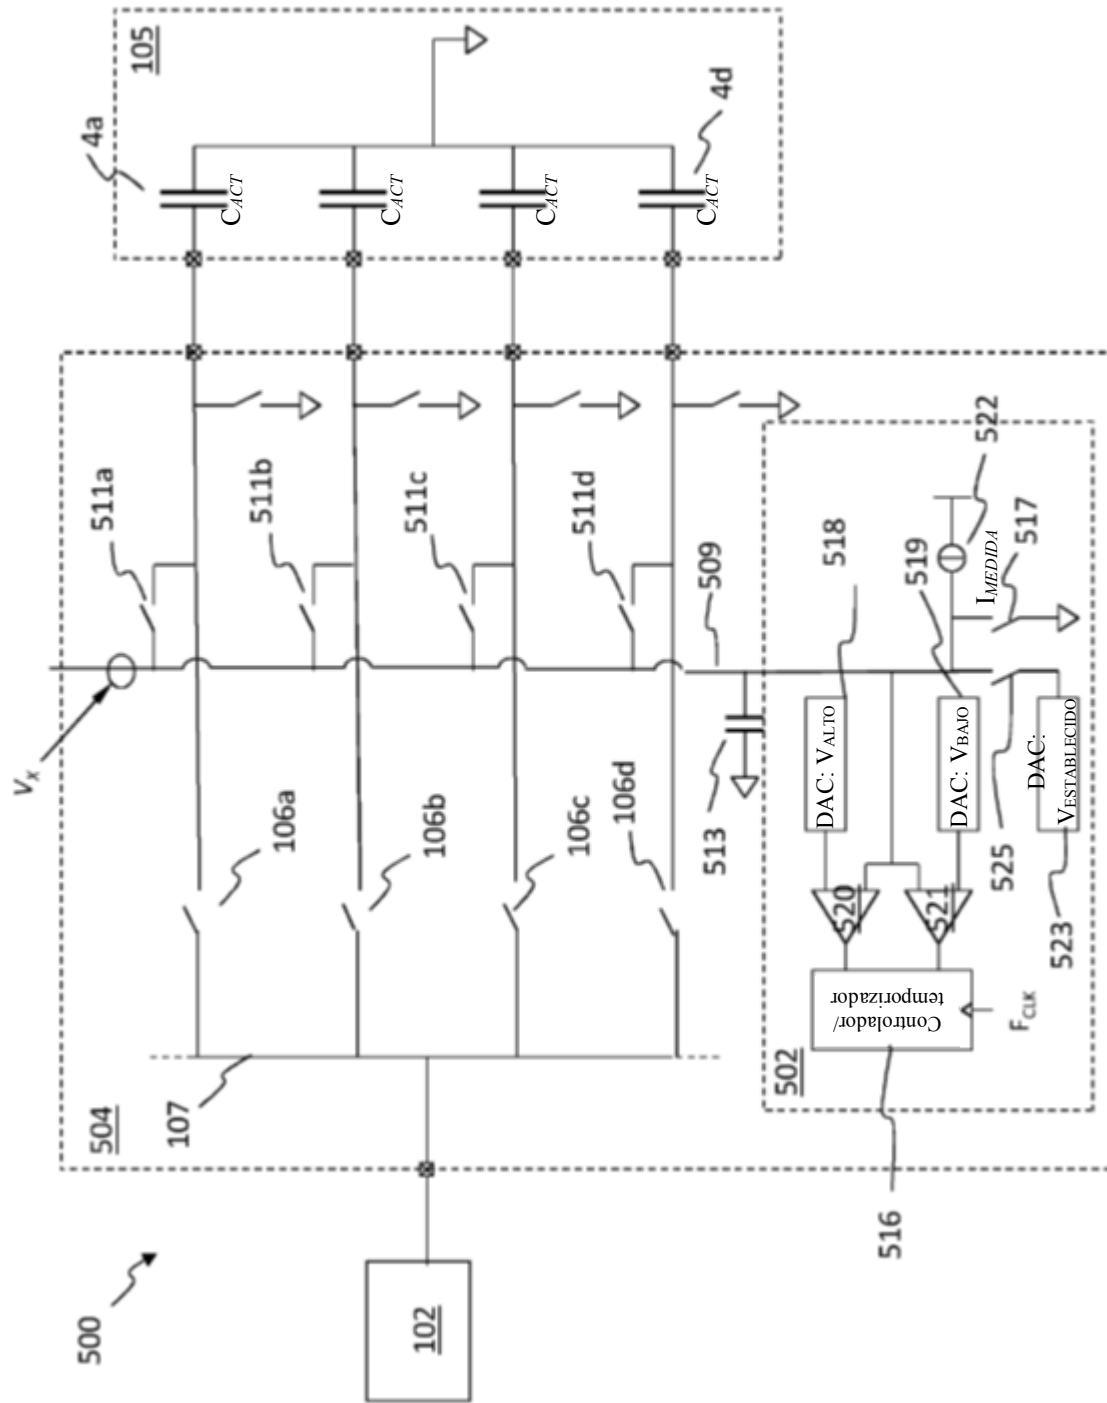 500
102
504
107
106a
106b
106c
106d
V_X
511a
511b
511c
511d
509
513
105
4a
4d
C_ACT
C_ACT
C_ACT
C_ACT
502
516
Controlador/
temporizador
F_CLK
520
521
DAC: V_ALTO
518
DAC: V_BAJO
519
DAC:
V_ESTABLECIDO
523
525
I_MEDIDA
517
522